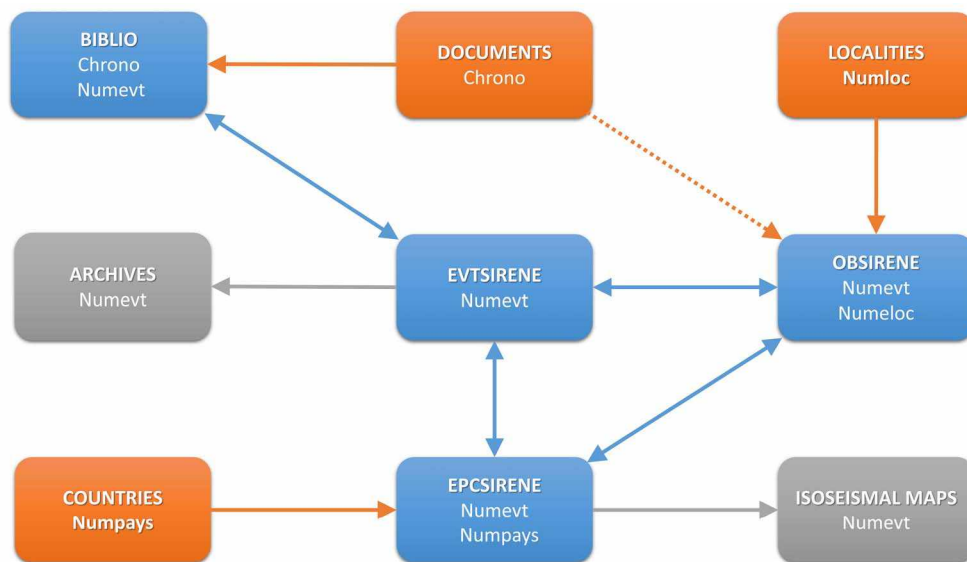 BIBLIO
Chrono
Numevt
DOCUMENTS
Chrono
LOCALITIES
Numloc
ARCHIVES
Numevt
EVTSIRENE
Numevt
OBSIRENE
Numevt
Numeloc
COUNTRIES
Numpays
EPCSIRENE
Numevt
Numpays
ISOSEISMAL MAPS
Numevt